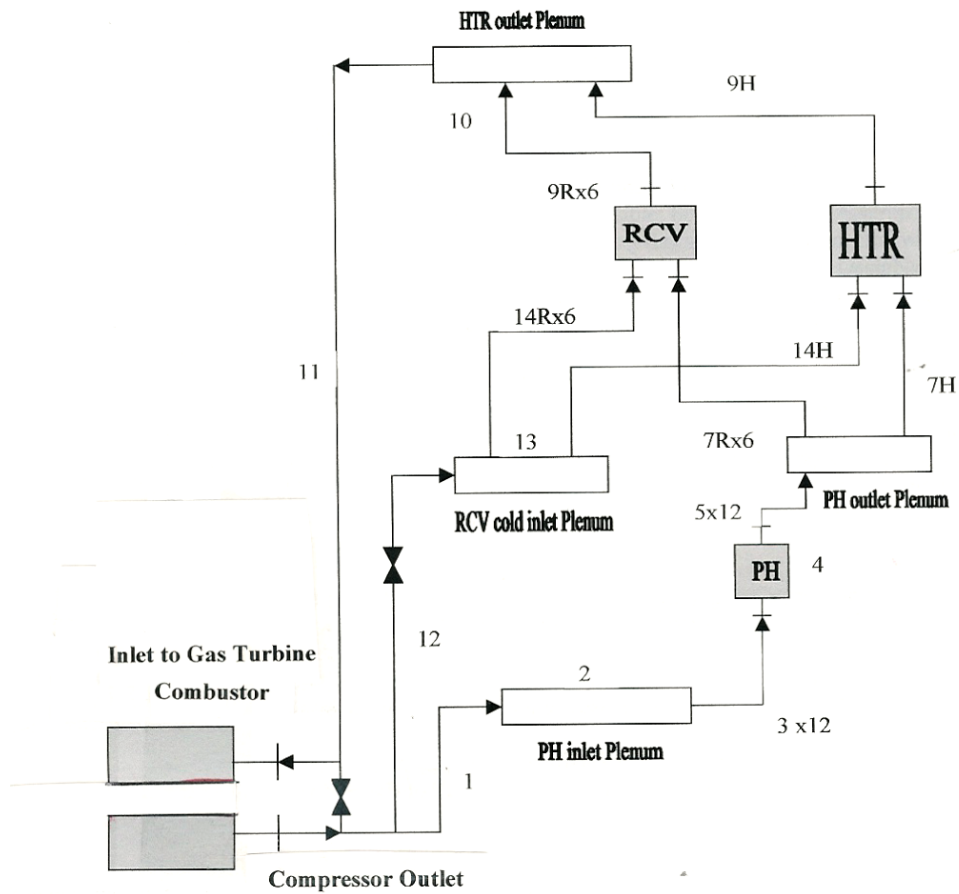 HTR outlet Plenum
9H
10
9Rx6
RCV
HTR
14Rx6
14H
11
7H
13
7Rx6
RCV cold inlet Plenum
PH outlet Plenum
5x12
PH
4
12
Inlet to Gas Turbine
Combustor
2
PH inlet Plenum
3 x12
1
Compressor Outlet